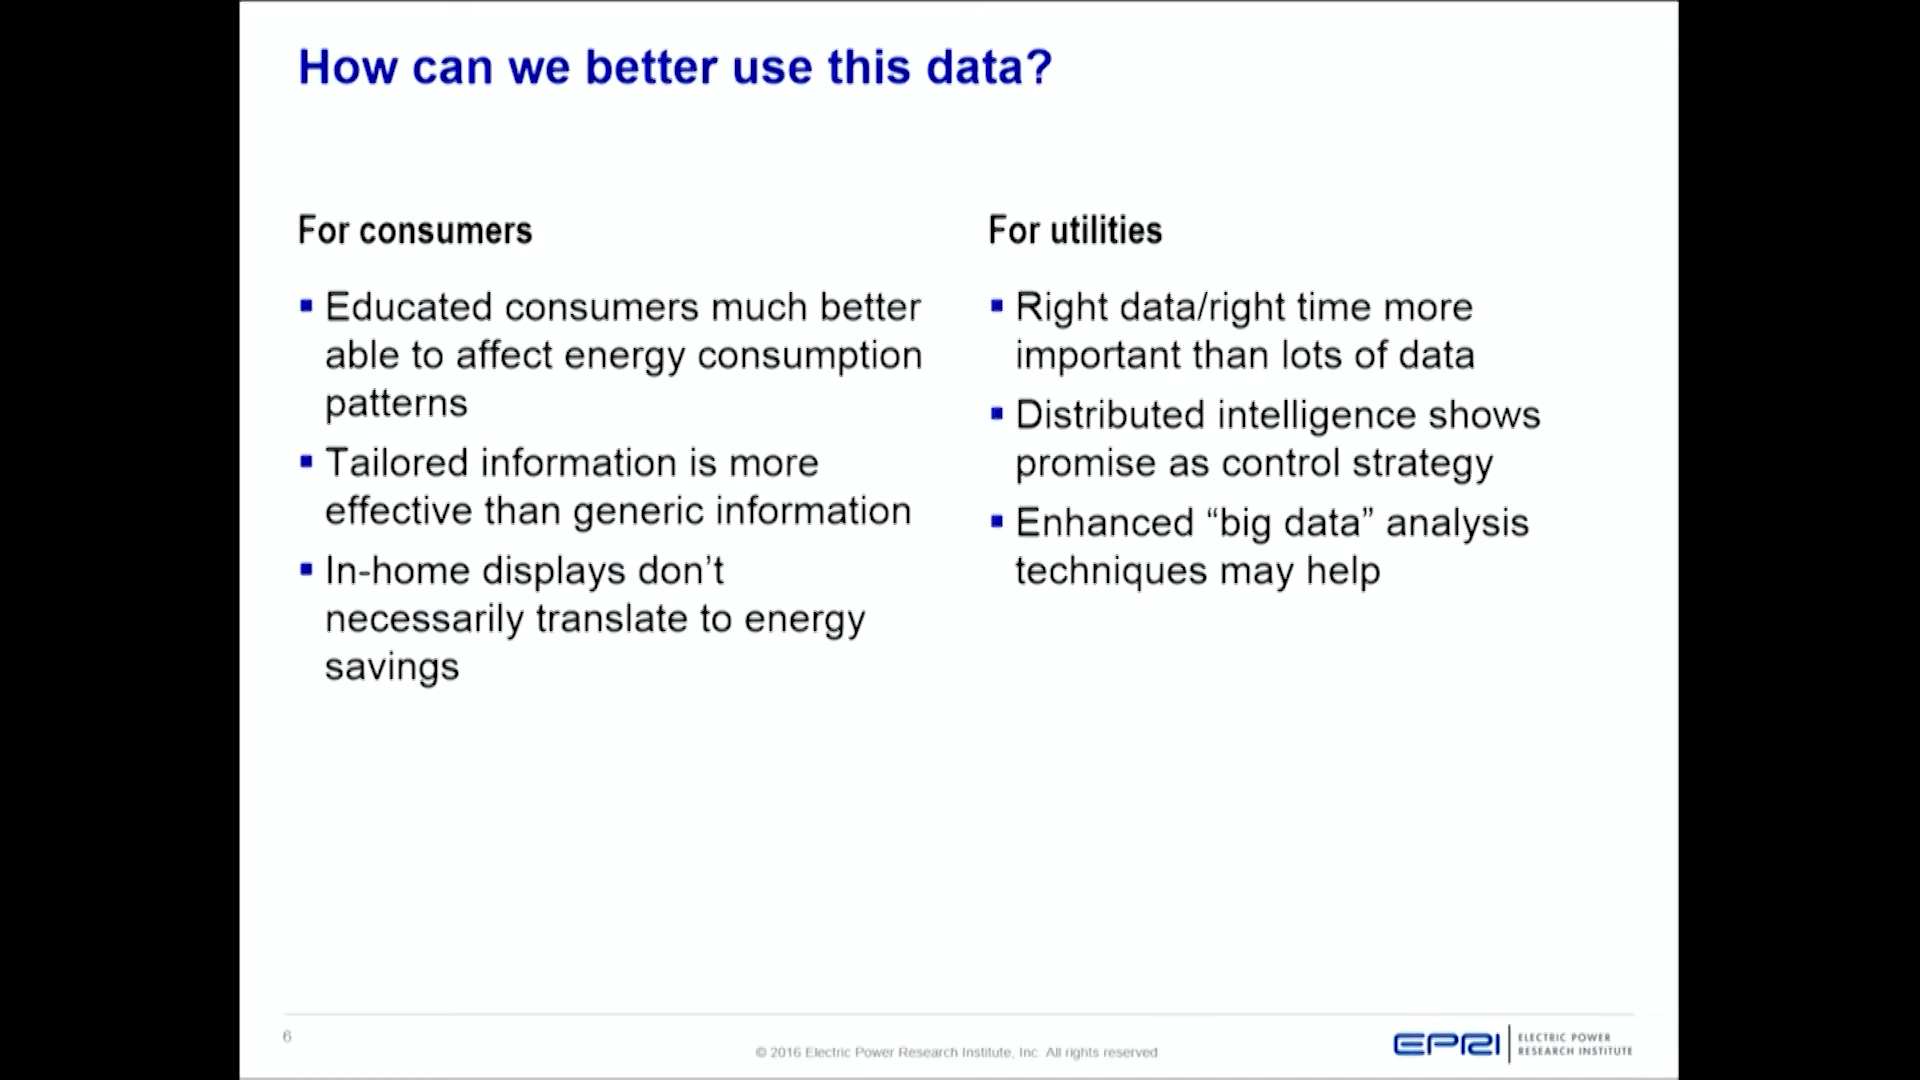 How can we better use this data?
For consumers
Educated consumers much better
able to affect energy consumption
patterns
Tailored information is more
effective than generic information
In-home displays don’t
necessarily translate to energy
savings
For utilities
Right data/right time more
important than lots of data
Distributed intelligence shows
promise as control strategy
Enhanced “big data” analysis
techniques may help
6
© 2016 Electric Power Research Institute, Inc. All rights reserved
EPRI
ELECTRIC POWER
RESEARCH INSTITUTE